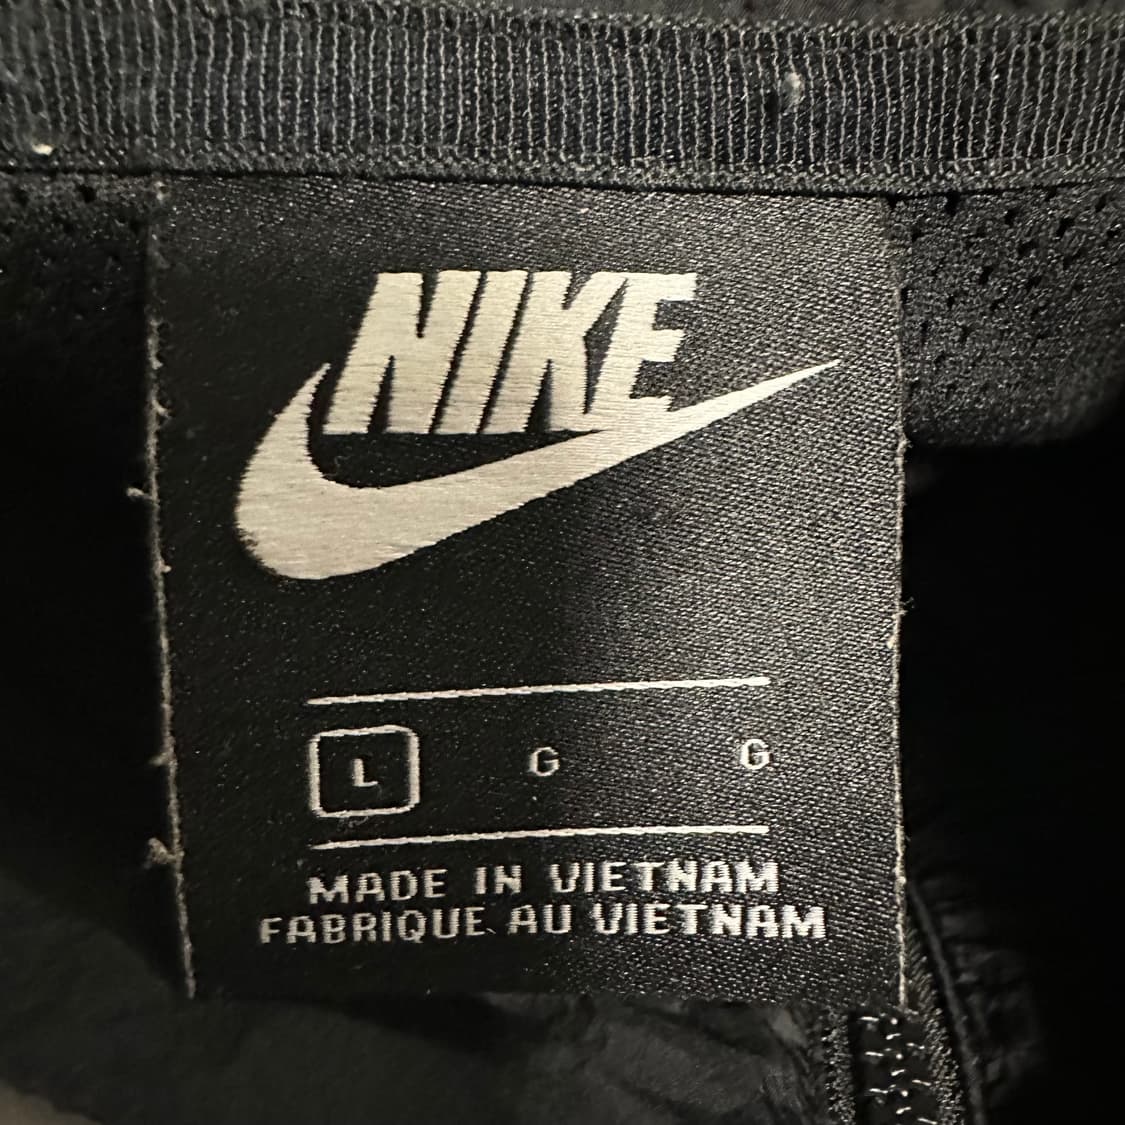 NIKE
L G G
MADE IN VIETNAM
FABRIQUE AU VIETNAM